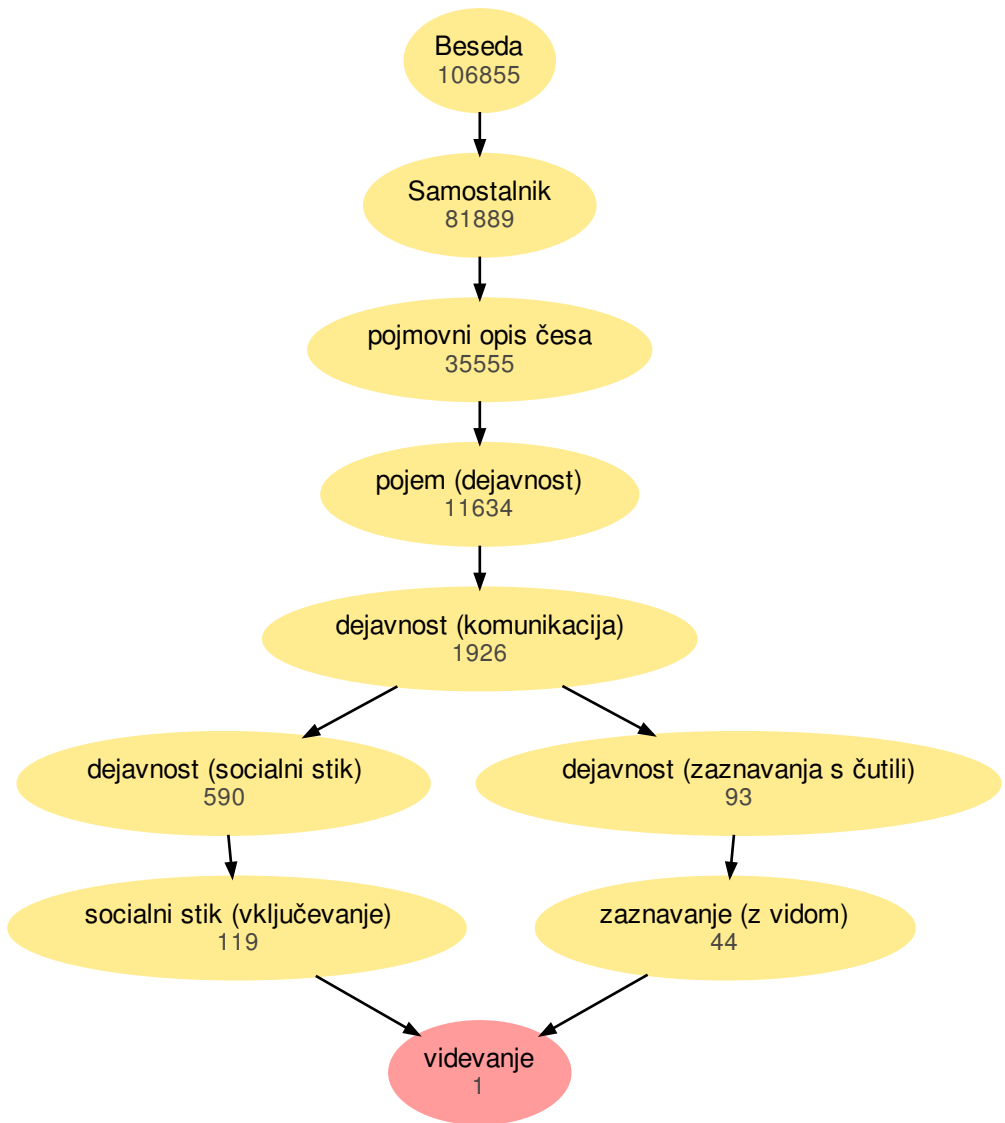 Beseda
106855
Samostalnik
81889
pojmovni opis česa
35555
pojem (dejavnost)
11634
dejavnost (komunikacija)
1926
dejavnost (socialni stik)
590
dejavnost (zaznavanja s čutili)
93
socialni stik (vključevanje)
119
zaznavanje (z vidom)
44
videvanje
1